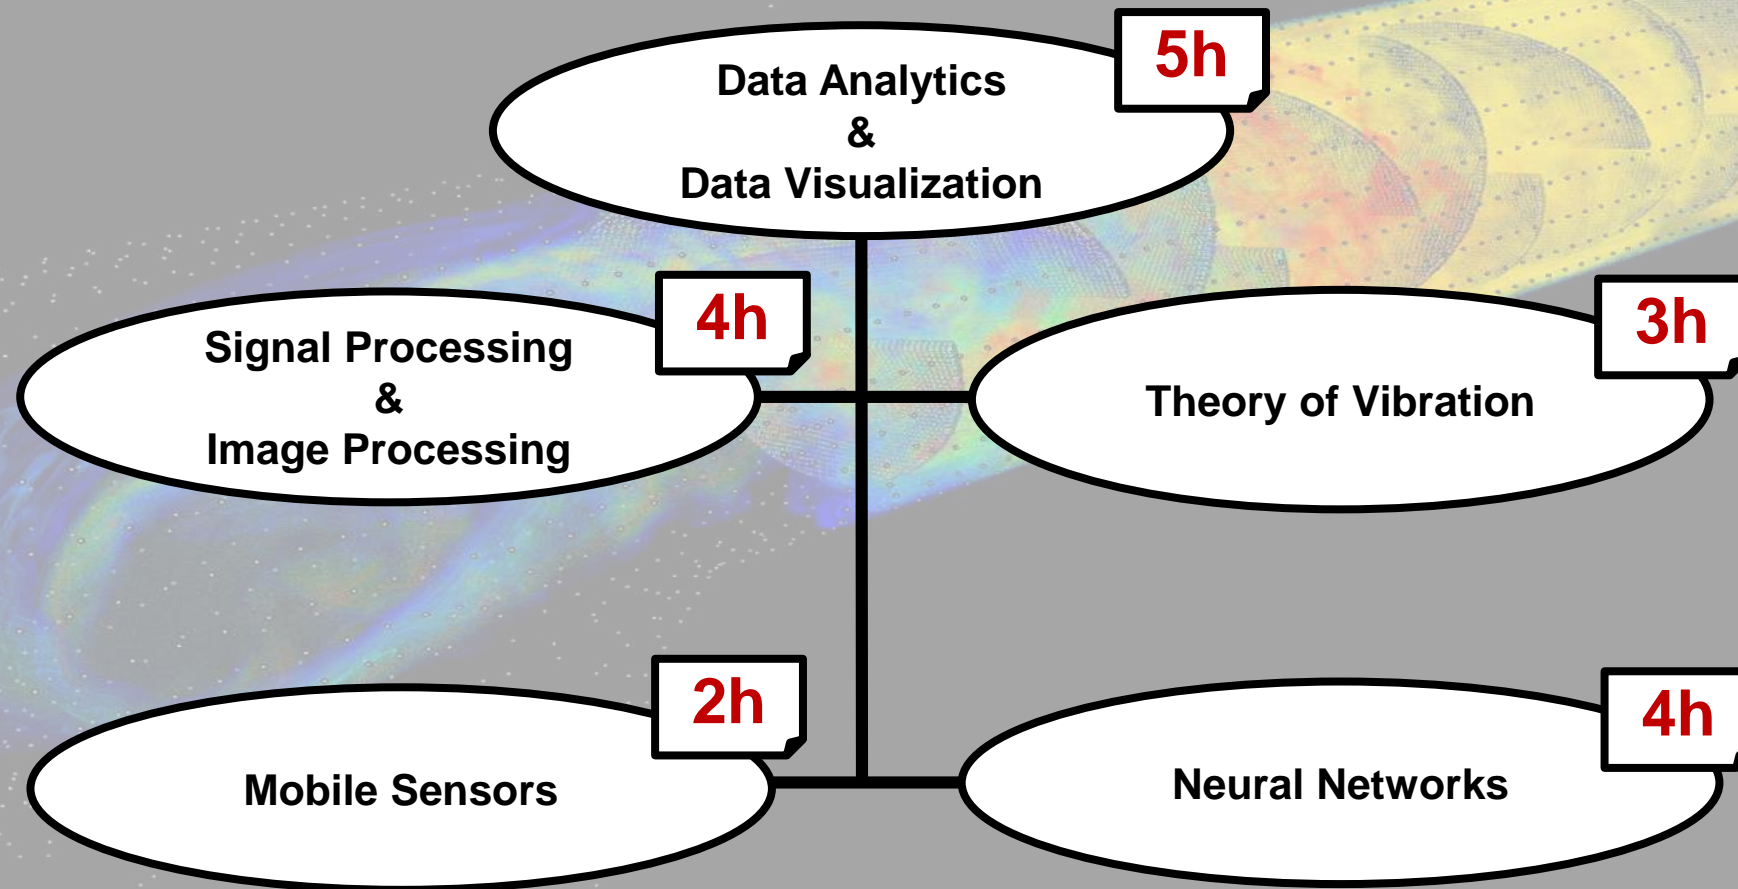 Data Analytics
&
Data Visualization
5h
Signal Processing
&
Image Processing
4h
Theory of Vibration
3h
Mobile Sensors
2h
Neural Networks
4h